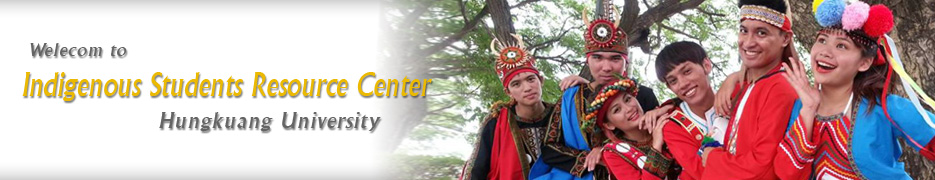 Welecom to
Indigenous Students Resource Center
Hungkuang University